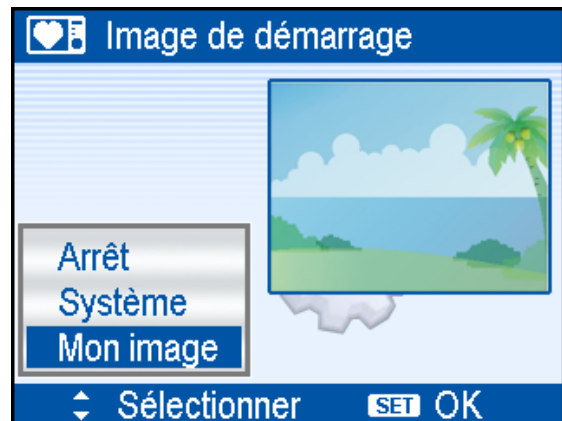 Image de démarrage
Arrêt
Système
Mon image
Sélectionner SET OK